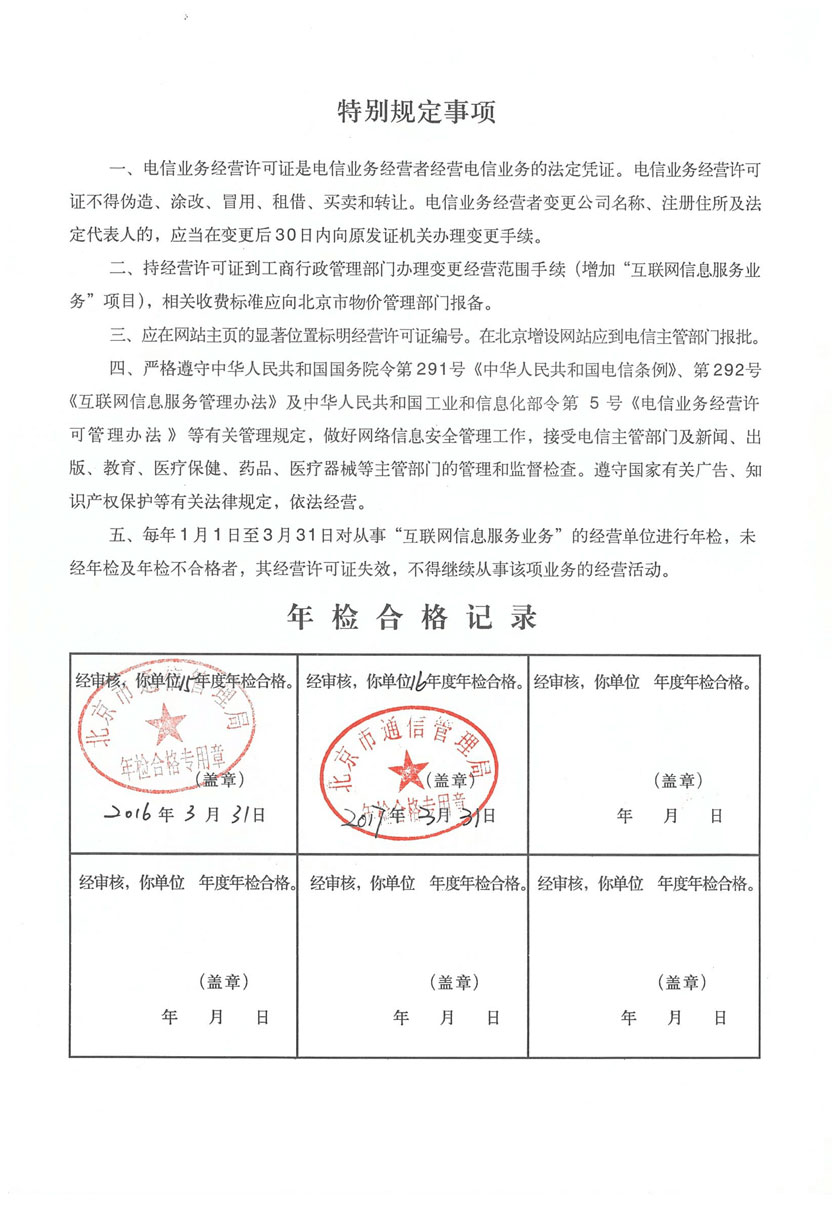 特别规定事项
一、电信业务经营许可证是电信业务经营者经营电信业务的法定凭证。电信业务经营许可
证不得伪造、涂改、冒用、租借、买卖和转让。电信业务经营者变更公司名称、注册住所及法
定代表人的，应当在变更后30日内向原发证机关办理变更手续。
二、持经营许可证到工商行政管理部门办理变更经营范围手续（增加“互联网信息服务业
务”项目），相关收费标准应向北京市物价管理部门报备。
三、应在网站主页的显著位置标明经营许可证编号。在北京增设网站应到电信主管部门报批。
四、严格遵守中华人民共和国国务院令第291号《中华人民共和国电信条例》、第292号
《互联网信息服务管理办法》及中华人民共和国工业和信息化部令第 5 号《电信业务经营许
可管理办法 》 等有关管理规定，做好网络信息安全管理工作，接受电信主管部门及新闻、出
版、教育、医疗保健、药品、医疗器械等主管部门的管理和监督检查。遵守国家有关广告、知
识产权保护等有关法律规定，依法经营。
五、每年1月1日至3月31日对从事“互联网信息服务业务”的经营单位进行年检，未
经年检及年检不合格者，其经营许可证失效，不得继续从事该项业务的经营活动。
年检合格记录
经审核，你单位15年度年检合格。
北京市通信管理局
年检合格专用章
（盖章）
2016年 3 月 31日
经审核，你单位16年度年检合格。
北京市通信管理局
年检合格专用章
（盖章）
2017年 3月 31日
经审核，你单位 年度年检合格。
（盖章）
年 月 日
经审核，你单位 年度年检合格。
（盖章）
年 月 日
经审核，你单位 年度年检合格。
（盖章）
年 月 日
经审核，你单位 年度年检合格。
（盖章）
年 月 日